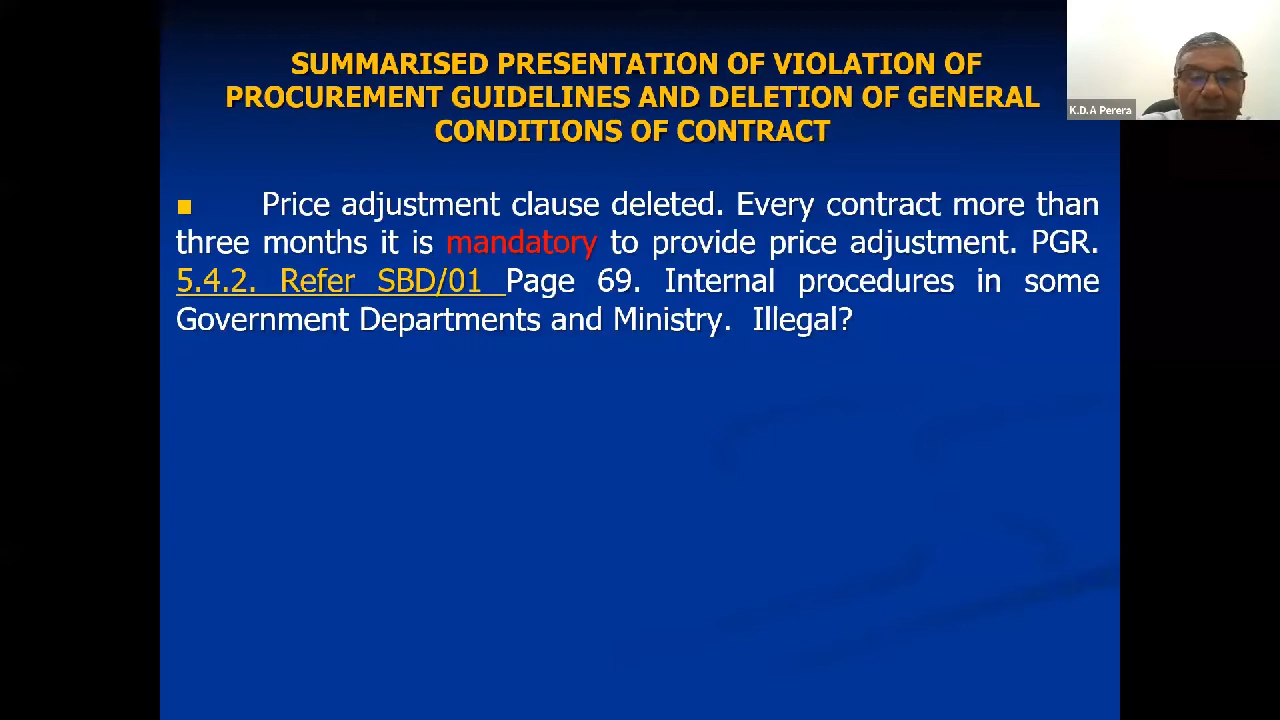 SUMMARISED PRESENTATION OF VIOLATION OF
PROCUREMENT GUIDELINES AND DELETION OF GENERAL
CONDITIONS OF CONTRACT
K.D.A Perera
Price adjustment clause deleted. Every contract more than
three months it is mandatory to provide price adjustment. PGR.
5.4.2. Refer SBD/01 Page 69. Internal procedures in some
Government Departments and Ministry. Illegal?